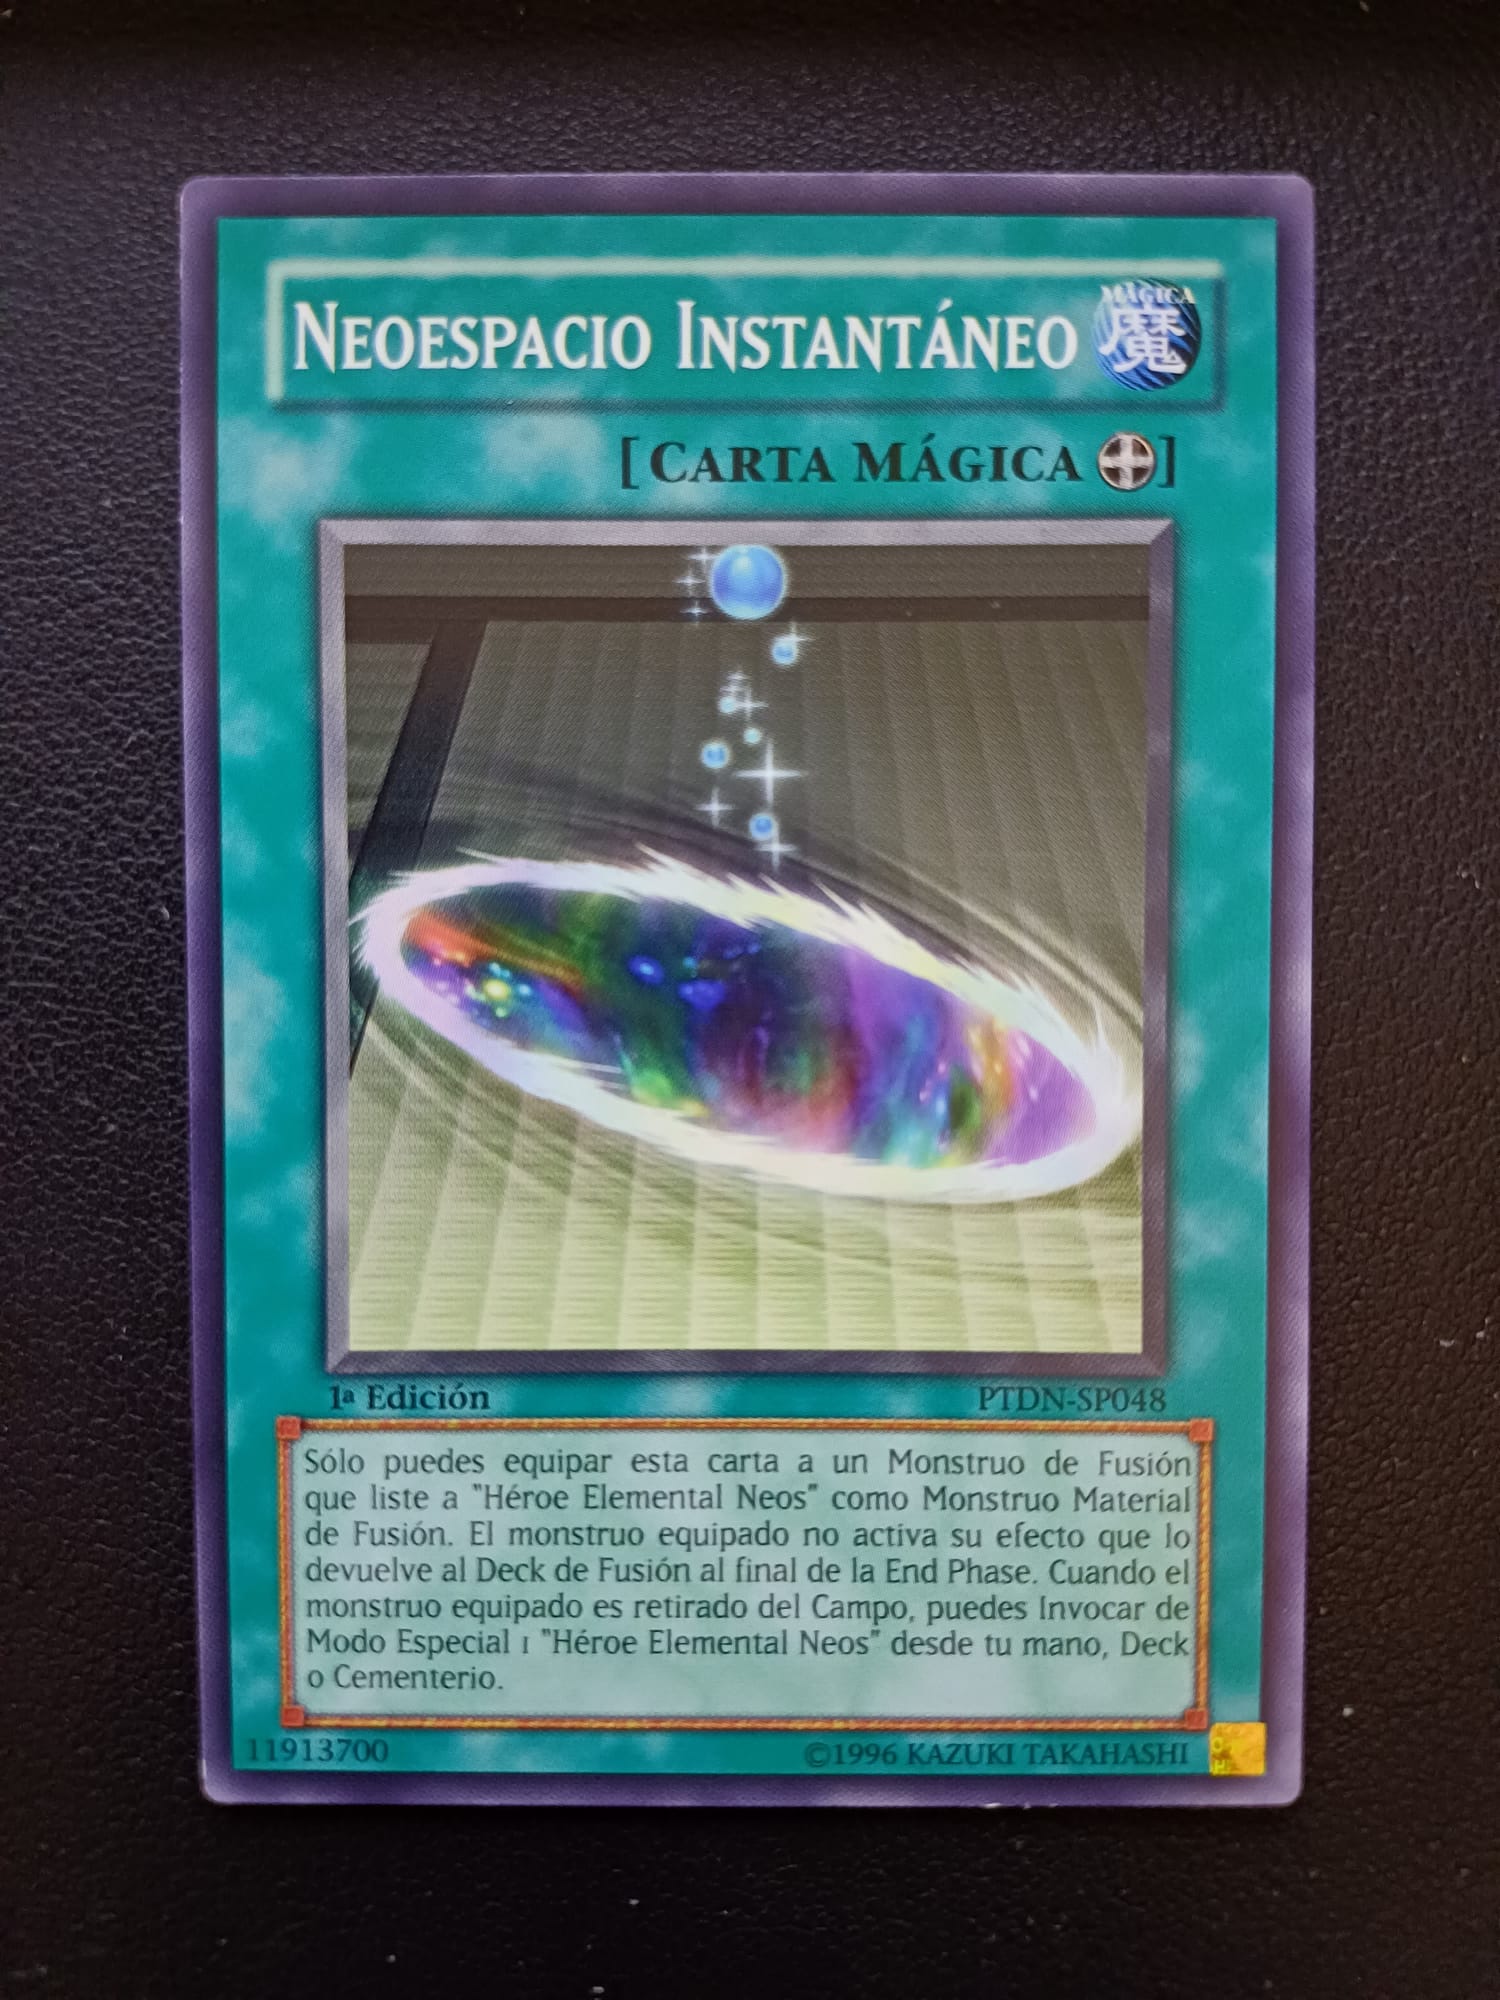 NEOESPACIO INSTANTÁNEO
MÁGICA
魔
[CARTA MÁGICA]
1ª Edición
PTDN-SP048
Sólo puedes equipar esta carta a un Monstruo de Fusión
que liste a "Héroe Elemental Neos" como Monstruo Material
de Fusión. El monstruo equipado no activa su efecto que lo
devuelve al Deck de Fusión al final de la End Phase. Cuando el
monstruo equipado es retirado del Campo, puedes Invocar de
Modo Especial 1 "Héroe Elemental Neos" desde tu mano, Deck
o Cementerio.
11913700
©1996 KAZUKI TAKAHASHI